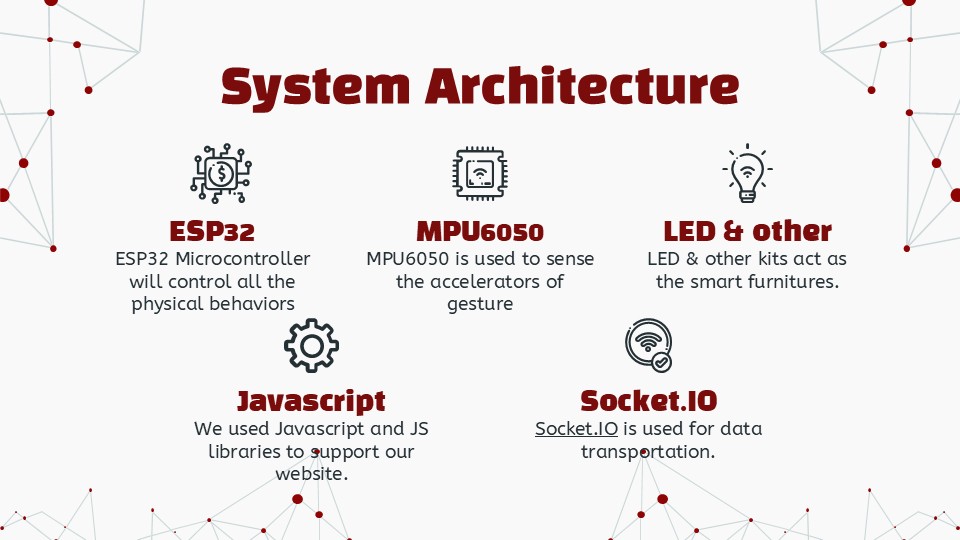 System Architecture
ESP32
ESP32 Microcontroller
will control all the
physical behaviors
MPU6050
MPU6050 is used to sense
the accelerators of
gesture
LED & other
LED & other kits act as
the smart furnitures.
Javascript
We used Javascript and JS
libraries to support our
website.
Socket.IO
Socket.IO is used for data
transportation.